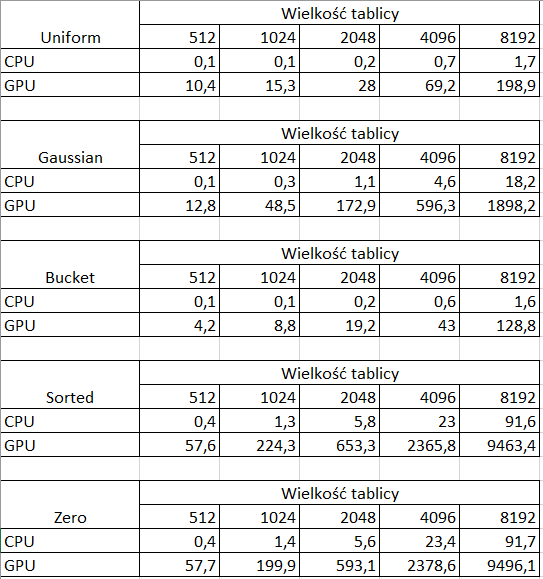 Wielkość tablicy
Uniform 512 1024 2048 4096 8192
CPU 0,1 0,1 0,2 0,7 1,7
GPU 10,4 15,3 28 69,2 198,9
Wielkość tablicy
Gaussian 512 1024 2048 4096 8192
CPU 0,1 0,3 1,1 4,6 18,2
GPU 12,8 48,5 172,9 596,3 1898,2
Wielkość tablicy
Bucket 512 1024 2048 4096 8192
CPU 0,1 0,1 0,2 0,6 1,6
GPU 4,2 8,8 19,2 43 128,8
Wielkość tablicy
Sorted 512 1024 2048 4096 8192
CPU 0,4 1,3 5,8 23 91,6
GPU 57,6 224,3 653,3 2365,8 9463,4
Wielkość tablicy
Zero 512 1024 2048 4096 8192
CPU 0,4 1,4 5,6 23,4 91,7
GPU 57,7 199,9 593,1 2378,6 9496,1